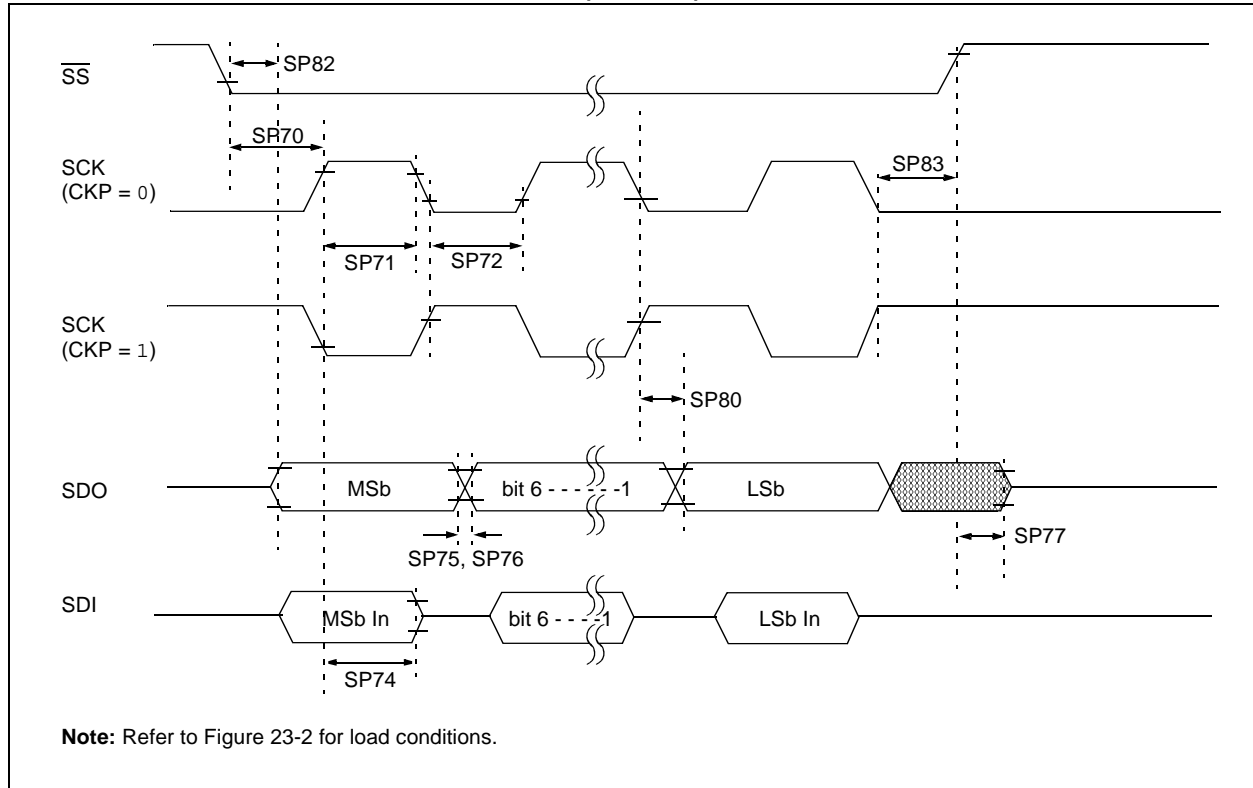 SS
SP82
SP70
SCK
(CKP = 0)
SP83
SP71
SP72
SCK
(CKP = 1)
SP80
SDO
MSb
bit 6 - - - - - -1
LSb
SP75, SP76
SP77
SDI
MSb In
bit 6 - - - -1
LSb In
SP74
Note: Refer to Figure 23-2 for load conditions.